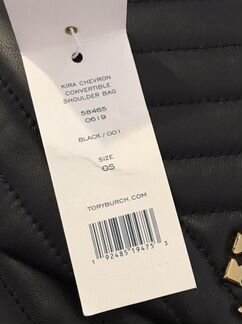 KIRA CHEVRON
CONVERTIBLE
SHOULDER BAG
58465
0619
BLACK / 001
SIZE
OS
TORYBURCH.COM
1 92485 19475 3